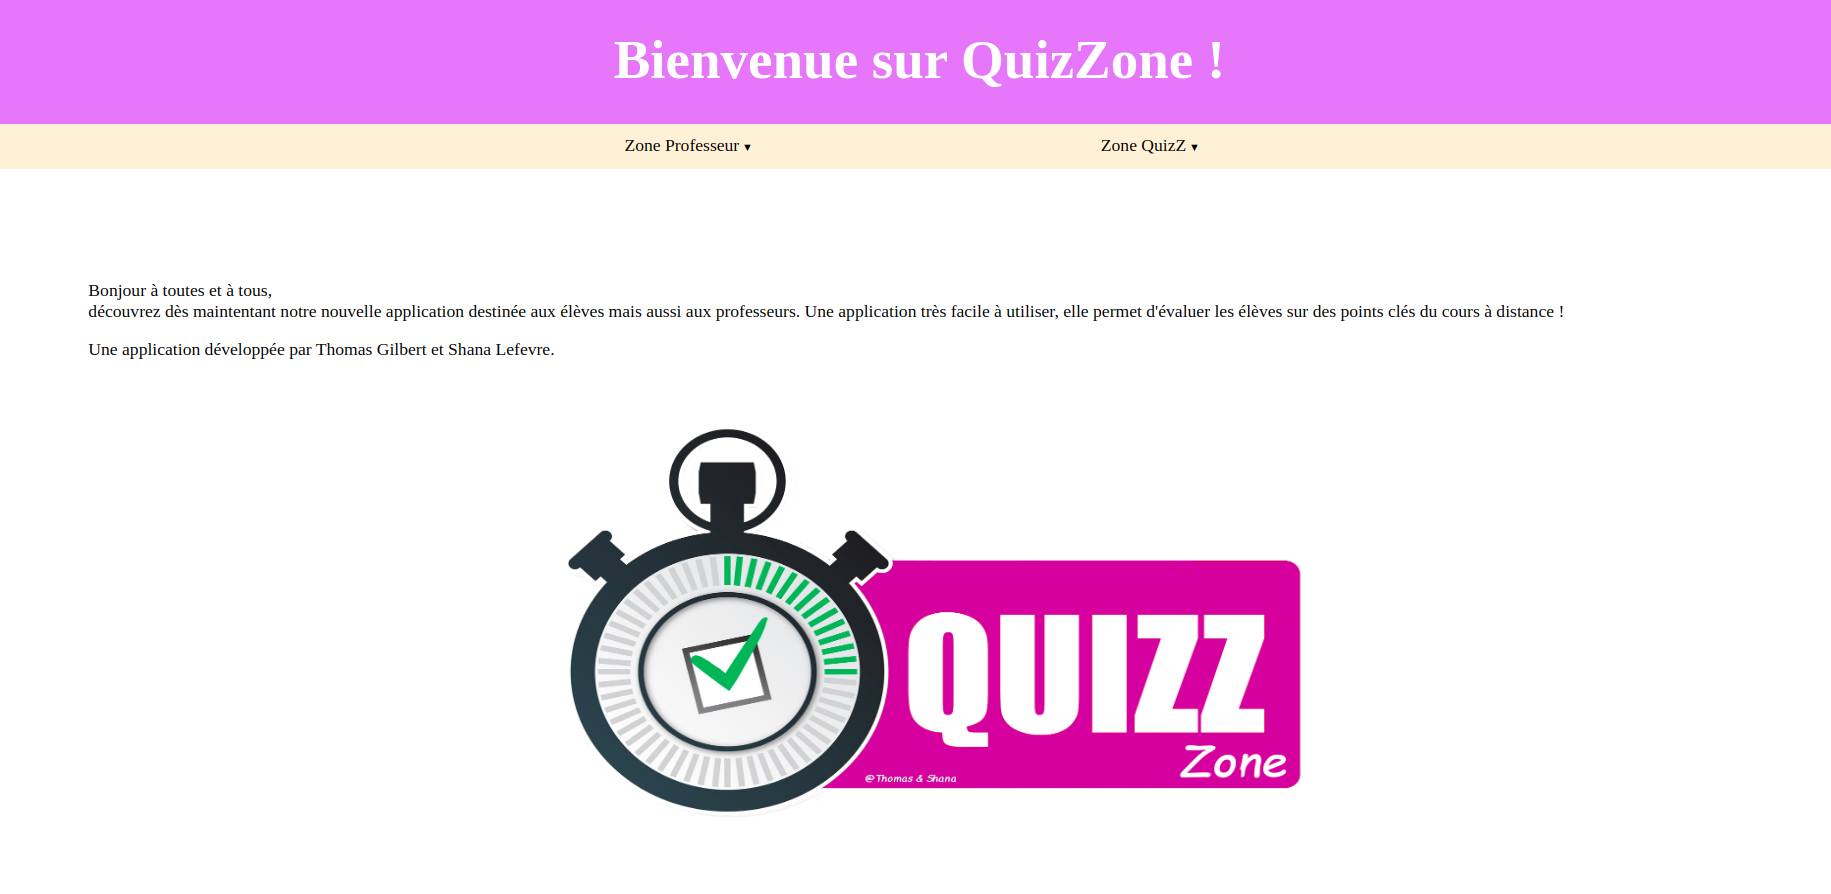 Bienvenue sur QuizZone !
Zone Professeur ▼ Zone QuizZ ▼
Bonjour à toutes et à tous,
découvrez dès maintentant notre nouvelle application destinée aux élèves mais aussi aux professeurs. Une application très facile à utiliser, elle permet d'évaluer les élèves sur des points clés du cours à distance !
Une application développée par Thomas Gilbert et Shana Lefevre.
QUIZZ
Zone
@Thomas & Shana